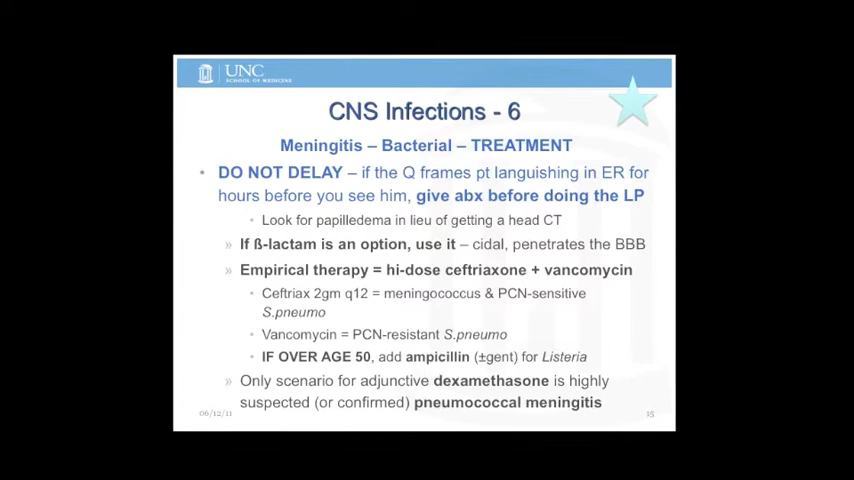 UNC
SCHOOL OF MEDICINE
CNS Infections - 6
Meningitis – Bacterial – TREATMENT
• DO NOT DELAY – if the Q frames pt languishing in ER for
hours before you see him, give abx before doing the LP
• Look for papilledema in lieu of getting a head CT
» If ß-lactam is an option, use it – cidal, penetrates the BBB
» Empirical therapy = hi-dose ceftriaxone + vancomycin
• Ceftriax 2gm q12 = meningococcus & PCN-sensitive
S.pneumo
• Vancomycin = PCN-resistant S.pneumo
• IF OVER AGE 50, add ampicillin (±gent) for Listeria
» Only scenario for adjunctive dexamethasone is highly
suspected (or confirmed) pneumococcal meningitis
06/12/11
15